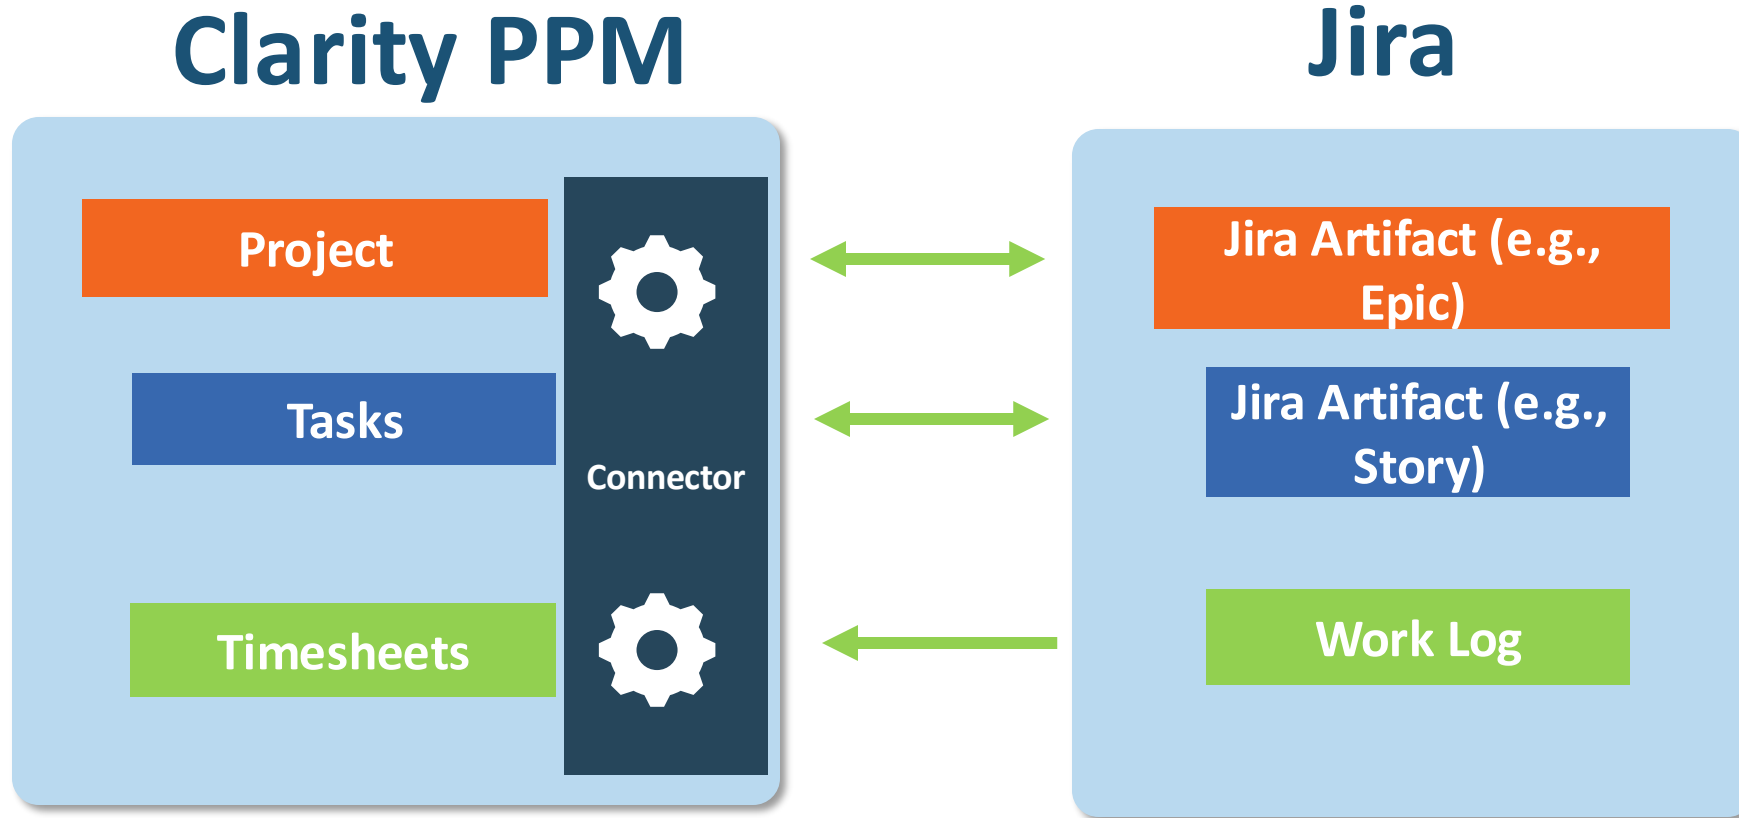 Clarity PPM
Jira
Project
Tasks
Connector
Timesheets
Jira Artifact (e.g.,
Epic)
Jira Artifact (e.g.,
Story)
Work Log